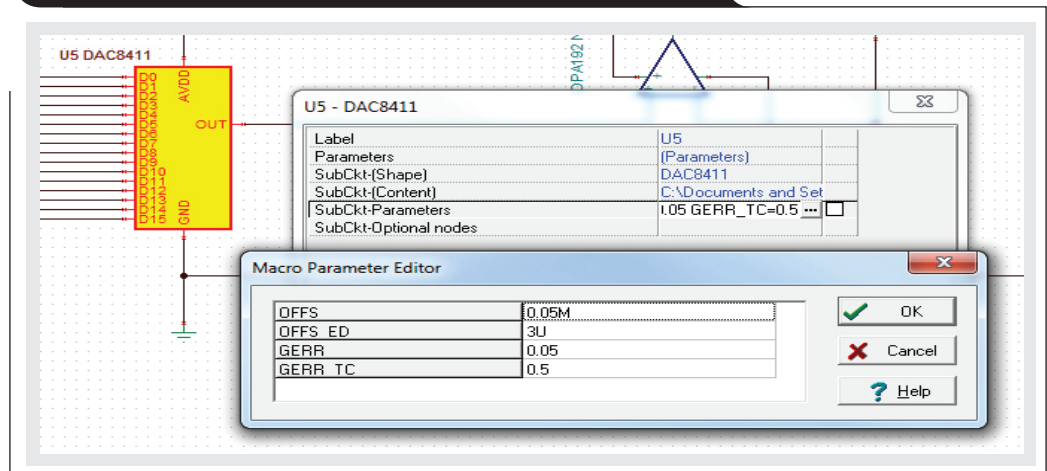 U5 DAC8411
D0
D1
D2
D3
D4
D5
D6
D7
D8
D9
D10
D11
D12
D13
D14
D15
AVDD
GND
OUT
OPA192 N
U5 - DAC8411
Label U5
Parameters (Parameters)
SubCkt-(Shape) DAC8411
SubCkt-(Content) C:\Documents and Set
SubCkt-Parameters .05 GERR_TC=0.5 ...
SubCkt-Optional nodes
Macro Parameter Editor
OFFS 0.05M
OFFS_ED 3U
GERR 0.05
GERR_TC 0.5
OK
Cancel
? Help